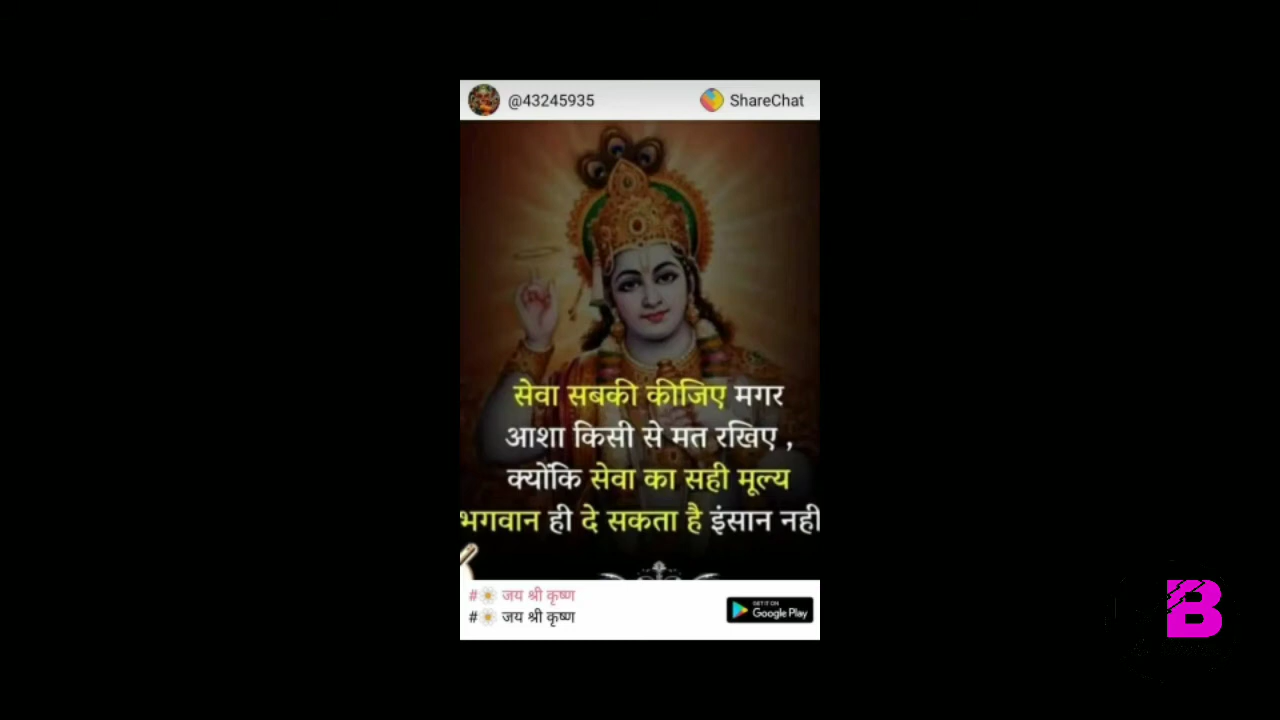 @43245935
ShareChat
सेवा सबकी कीजिए मगर
आशा किसी से मत रखिए ,
क्योंकि सेवा का सही मूल्य
भगवान ही दे सकता है इंसान नही
#🌼 जय श्री कृष्ण
#🌼 जय श्री कृष्ण
GET IT ON
Google Play
B